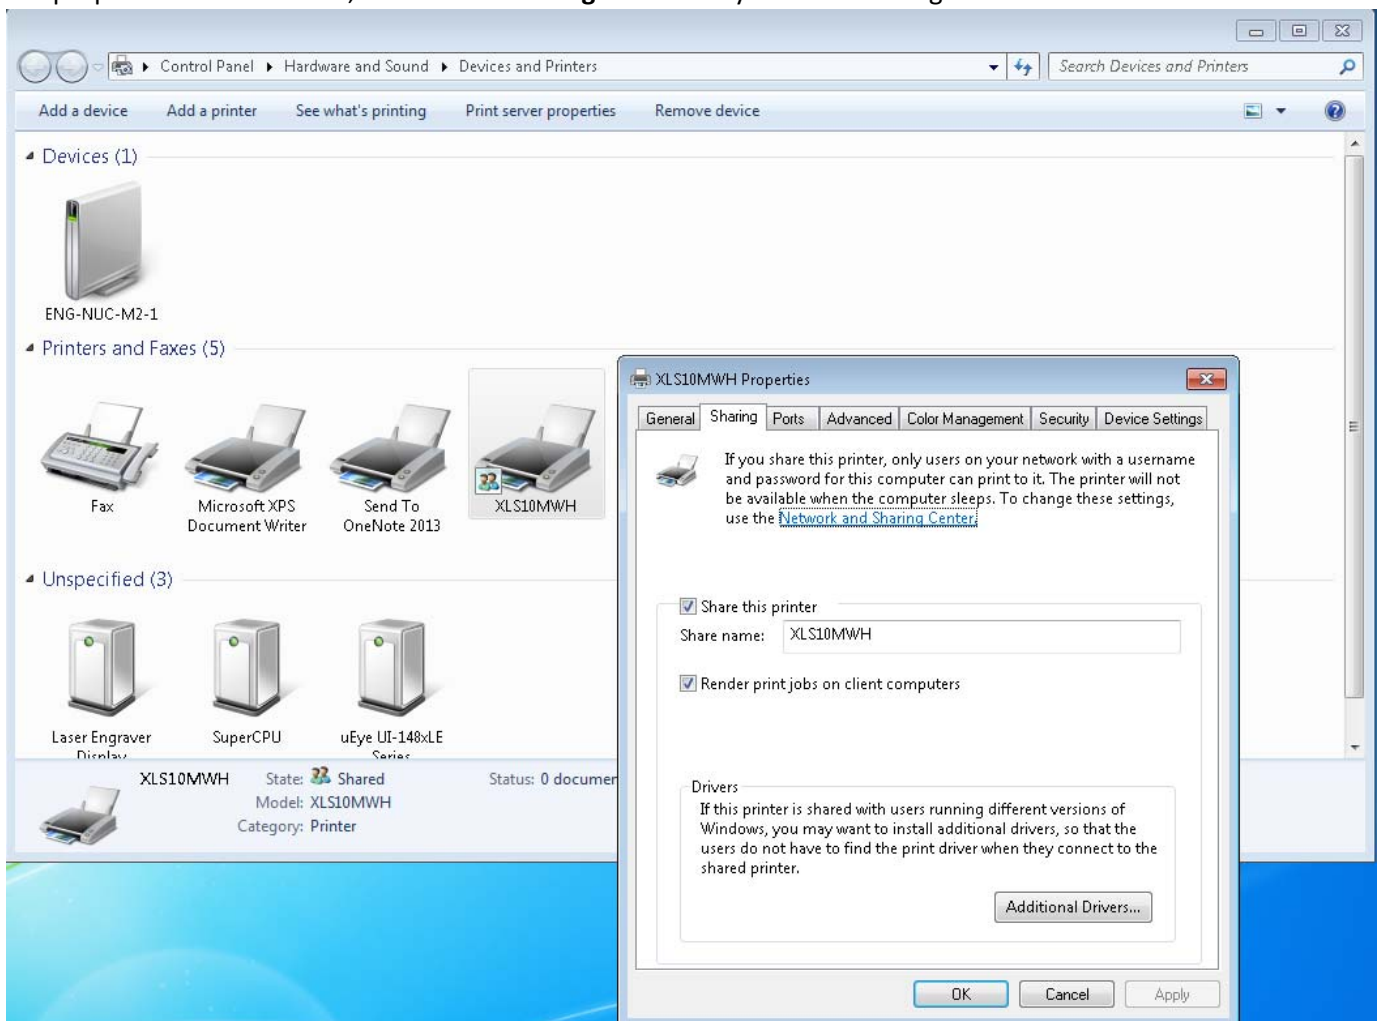 Control Panel ▸ Hardware and Sound ▸ Devices and Printers
Search Devices and Printers
Add a device Add a printer See what's printing Print server properties Remove device
Devices (1)
ENG-NUC-M2-1
Printers and Faxes (5)
Fax
Microsoft XPS
Document Writer
Send To
OneNote 2013
XLS10MWH
Unspecified (3)
Laser Engraver
Display
SuperCPU
uEye UI-148xLE
Series
XLS10MWH State: Shared Status: 0 documen
Model: XLS10MWH
Category: Printer
XLS10MWH Properties
General Sharing Ports Advanced Color Management Security Device Settings
If you share this printer, only users on your network with a username
and password for this computer can print to it. The printer will not
be available when the computer sleeps. To change these settings,
use the Network and Sharing Center.
Share this printer
Share name: XLS10MWH
Render print jobs on client computers
Drivers
If this printer is shared with users running different versions of
Windows, you may want to install additional drivers, so that the
users do not have to find the print driver when they connect to the
shared printer.
Additional Drivers...
OK Cancel Apply